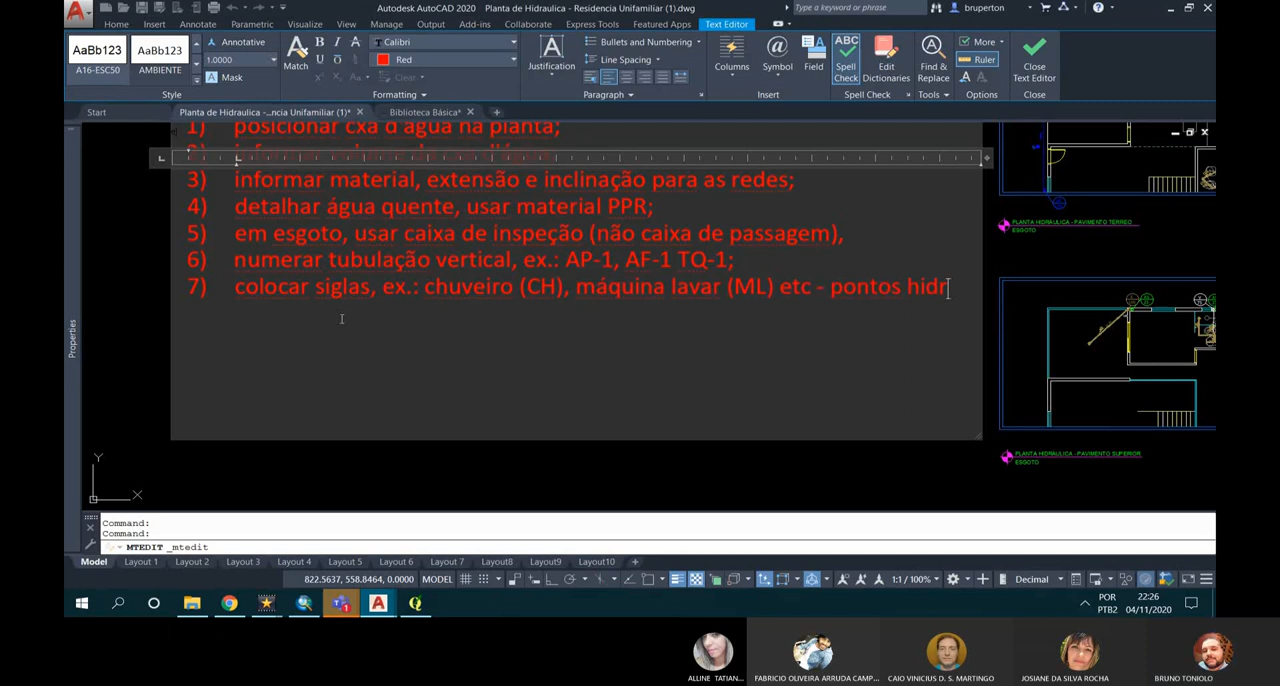 Autodesk AutoCAD 2020 Planta de Hidraulica - Residencia Unifamiliar (1).dwg
Type a keyword or phrase
bruperton
Home Insert Annotate Parametric Visualize View Manage Output Add-ins Collaborate Express Tools Featured Apps Text Editor
AaBb123 AaBb123
A16-ESC50 AMBIENTE
Annotative
1.0000
Mask
Style
Match
Calibri
Red
Clear
Formatting
Justification
Bullets and Numbering
Line Spacing
Paragraph
Columns
Symbol
Field
Insert
ABC
Spell Check
Edit Dictionaries
Spell Check
Find & Replace
Tools
More
Ruler
Options
Close Text Editor
Close
Start
Planta de Hidraulica -...ncia Unifamiliar (1)*
Biblioteca Básica*
1) posicionar cxa d'água na planta;
3) informar material, extensão e inclinação para as redes;
4) detalhar água quente, usar material PPR;
5) em esgoto, usar caixa de inspeção (não caixa de passagem),
6) numerar tubulação vertical, ex.: AP-1, AF-1 TQ-1;
7) colocar siglas, ex.: chuveiro (CH), máquina lavar (ML) etc - pontos hidr
Properties
PLANTA HIDRÁULICA - PAVIMENTO TERREO
ESGOTO
PLANTA HIDRÁULICA - PAVIMENTO SUPERIOR
ESGOTO
Y
X
Command:
Command:
MTEDIT _mtedit
Model Layout 1 Layout 2 Layout 3 Layout 4 Layout 5 Layout 6 Layout 7 Layout8 Layout9 Layout10
822.5637, 558.8464, 0.0000 MODEL 1:1 / 100% Decimal
POR
PTB2
22:26
04/11/2020
ALLINE TATIAN...
FABRICIO OLIVEIRA ARRUDA CAMP...
CAIO VINICIUS D. S. MARTINGO
JOSIANE DA SILVA ROCHA
BRUNO TONIOLO